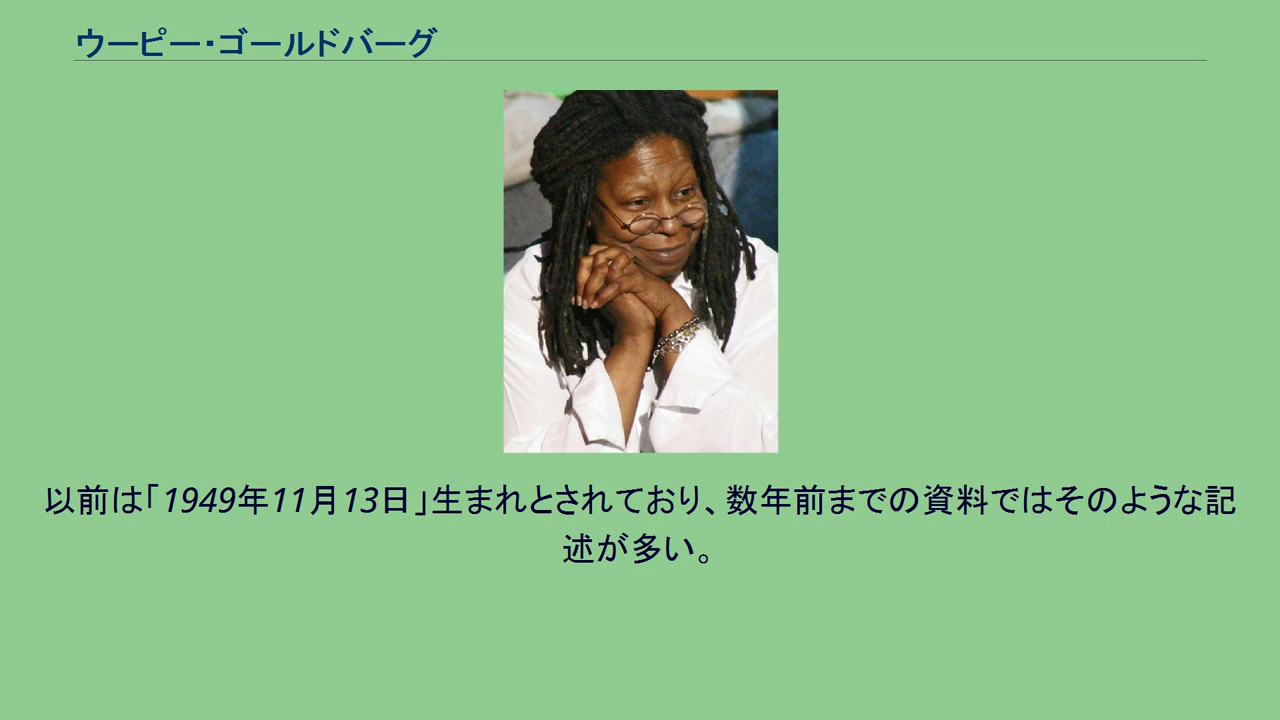 ウーピー・ゴールドバーグ
以前は「1949年11月13日」生まれとされており、数年前までの資料ではそのような記
述が多い。